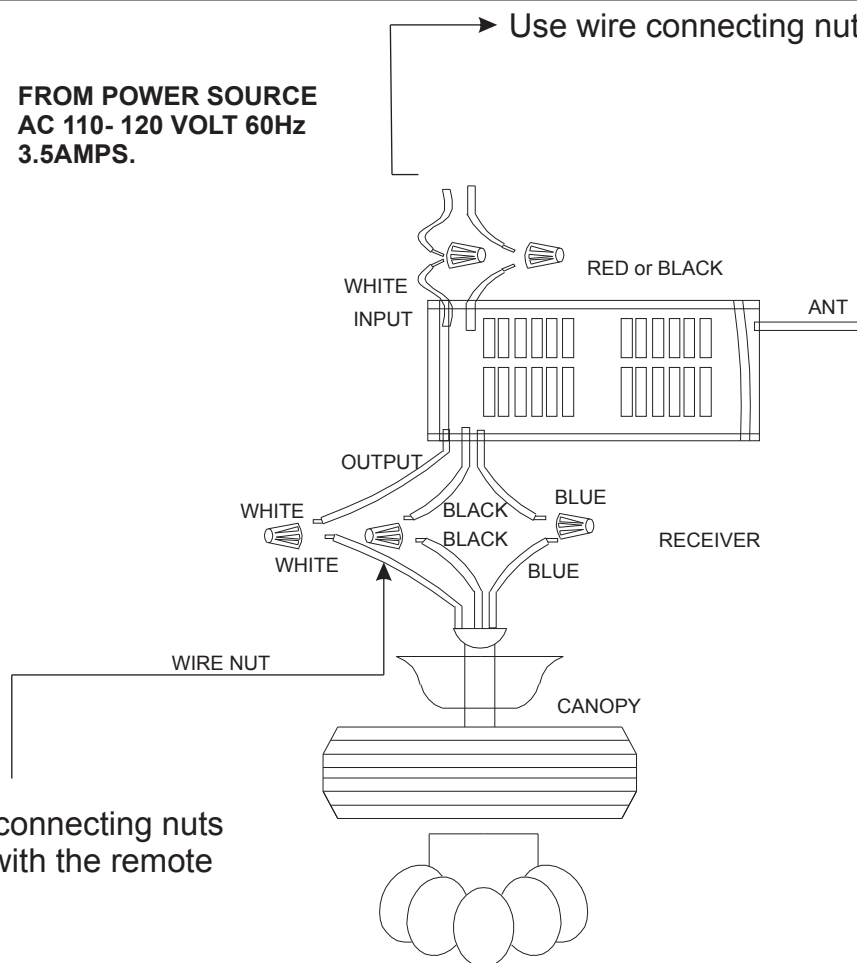 Use wire connecting nut
FROM POWER SOURCE
AC 110- 120 VOLT 60Hz
3.5AMPS.
RED or BLACK
WHITE
INPUT
ANT
OUTPUT
WHITE
BLACK
BLUE
BLACK
RECEIVER
WHITE
BLUE
WIRE NUT
CANOPY
connecting nuts
with the remote